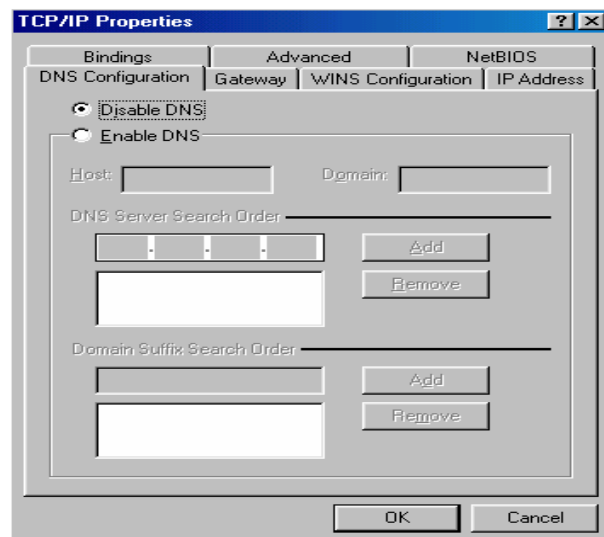 TCP/IP Properties
? ×
Bindings Advanced NetBIOS
DNS Configuration Gateway WINS Configuration IP Address
Disable DNS
Enable DNS
Host: Domain:
DNS Server Search Order
. . .
Add
Remove
Domain Suffix Search Order
Add
Remove
OK Cancel